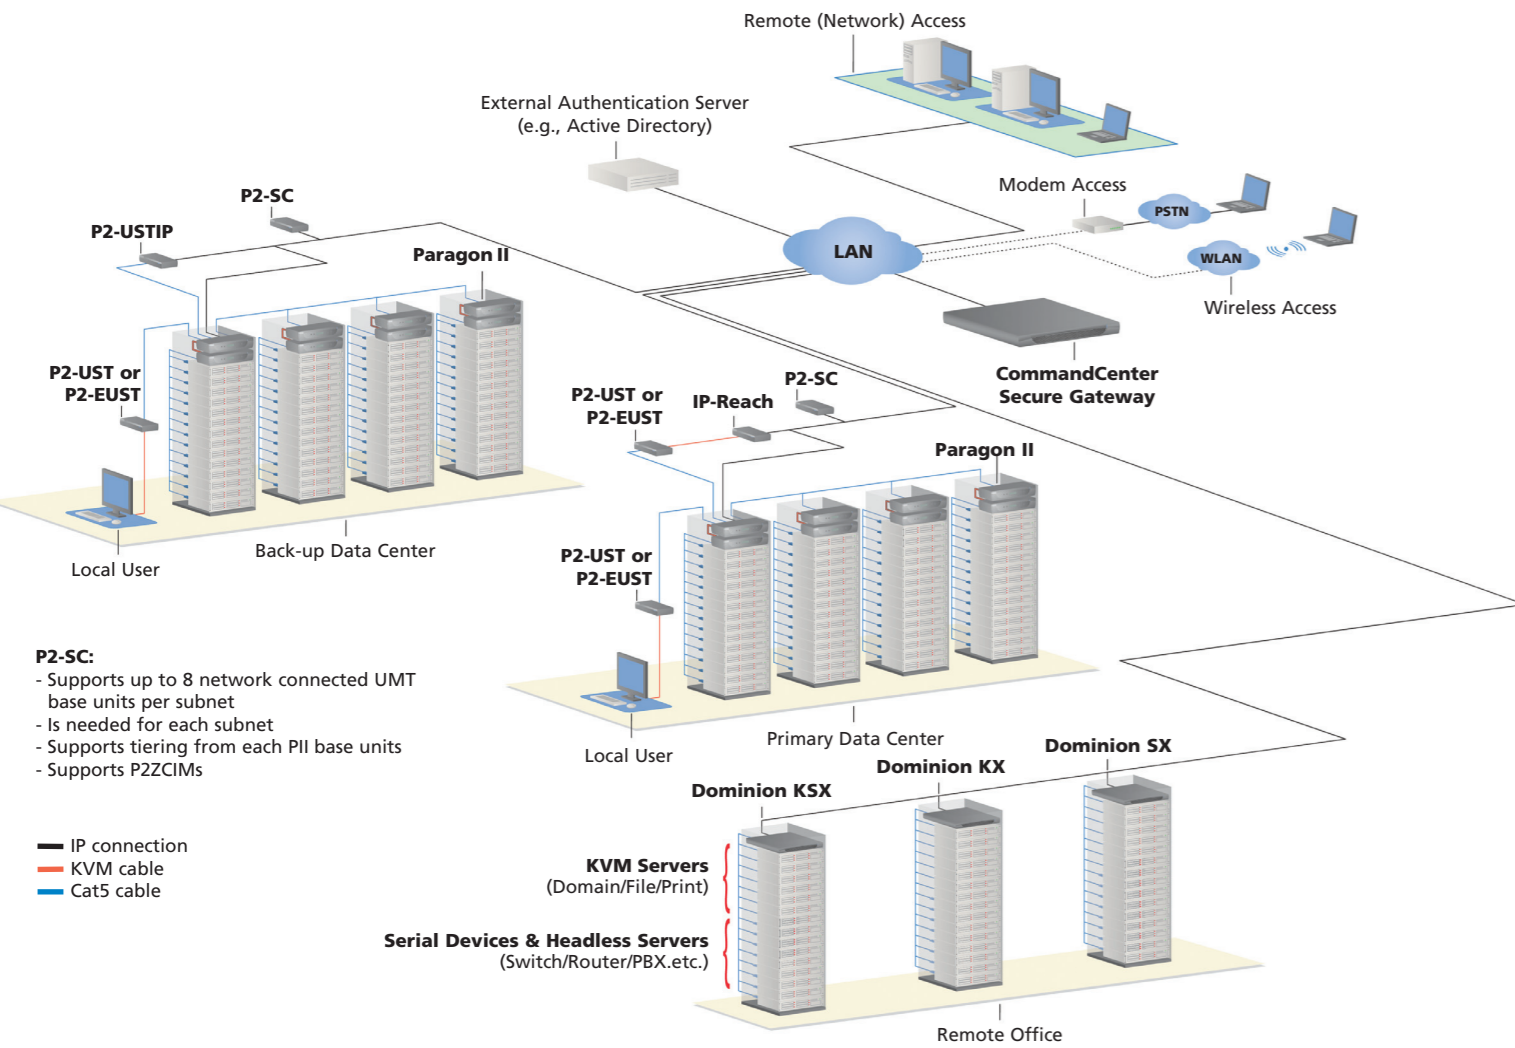 Remote (Network) Access
External Authentication Server
(e.g., Active Directory)
Modem Access
PSTN
P2-SC
P2-USTIP
Paragon II
LAN
WLAN
Wireless Access
P2-UST or
P2-EUST
CommandCenter
Secure Gateway
P2-SC
P2-UST or
P2-EUST
IP-Reach
Paragon II
Back-up Data Center
Local User
P2-UST or
P2-EUST
P2-SC:
- Supports up to 8 network connected UMT
base units per subnet
- Is needed for each subnet
- Supports tiering from each PII base units
- Supports P2ZCIMs
Primary Data Center
Local User
Dominion SX
Dominion KX
Dominion KSX
IP connection
KVM cable
Cat5 cable
KVM Servers
(Domain/File/Print)
Serial Devices & Headless Servers
(Switch/Router/PBX.etc.)
Remote Office